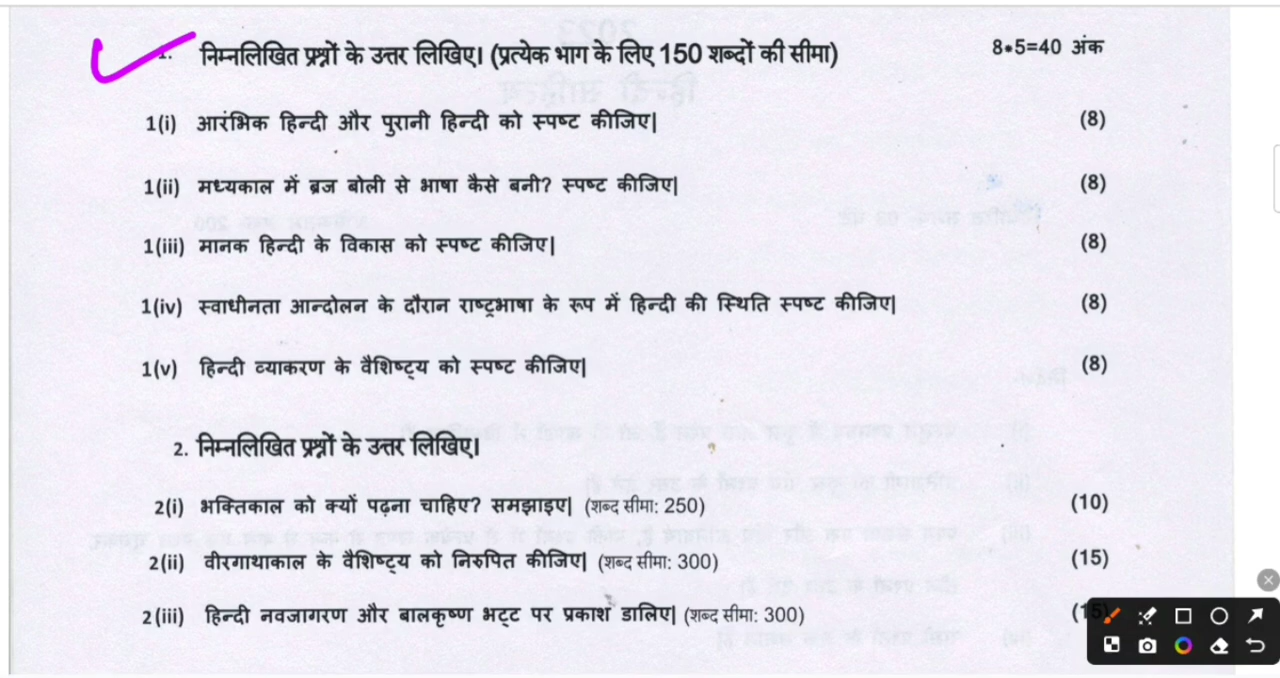 1. निम्नलिखित प्रश्नों के उत्तर लिखिए। (प्रत्येक भाग के लिए 150 शब्दों की सीमा) 8*5=40 अंक
1(i) आरंभिक हिन्दी और पुरानी हिन्दी को स्पष्ट कीजिए| (8)
1(ii) मध्यकाल में ब्रज बोली से भाषा कैसे बनी? स्पष्ट कीजिए| (8)
1(iii) मानक हिन्दी के विकास को स्पष्ट कीजिए| (8)
1(iv) स्वाधीनता आन्दोलन के दौरान राष्ट्रभाषा के रूप में हिन्दी की स्थिति स्पष्ट कीजिए| (8)
1(v) हिन्दी व्याकरण के वैशिष्ट्य को स्पष्ट कीजिए| (8)
2. निम्नलिखित प्रश्नों के उत्तर लिखिए।
2(i) भक्तिकाल को क्यों पढ़ना चाहिए? समझाइए| (शब्द सीमा: 250) (10)
2(ii) वीरगाथाकाल के वैशिष्ट्य को निरुपित कीजिए| (शब्द सीमा: 300) (15)
2(iii) हिन्दी नवजागरण और बालकृष्ण भट्ट पर प्रकाश डालिए| (शब्द सीमा: 300) (15)